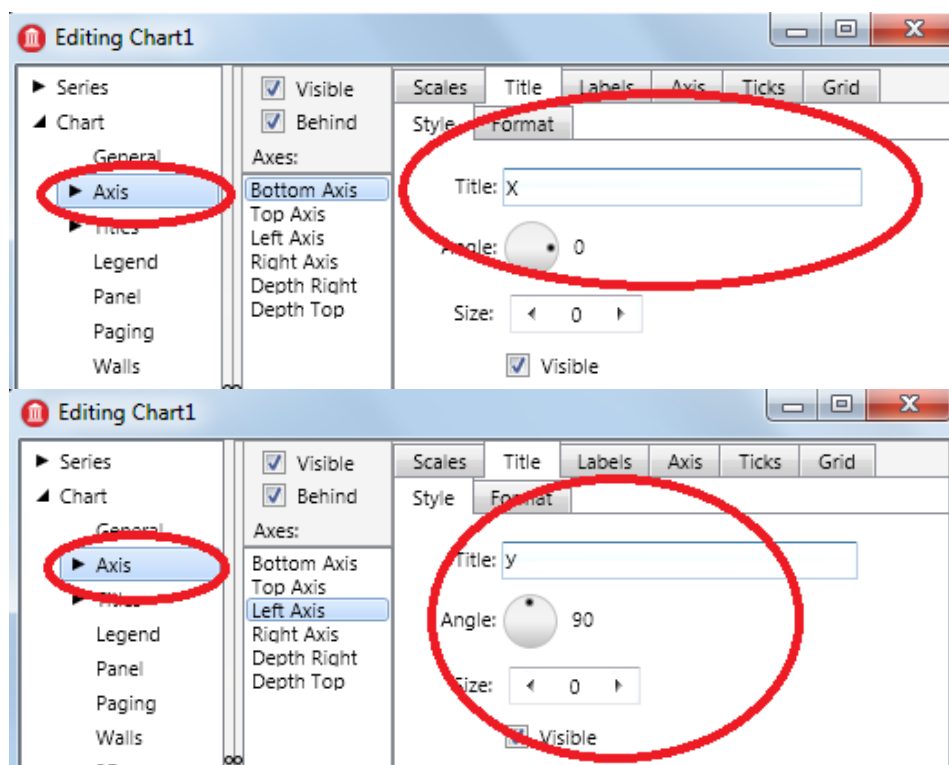 Editing Chart1
Series
Visible
Scales Title Labels Axis Ticks Grid
Chart
Behind
Style Format
General
Axes:
Axis
Bottom Axis
Title: X
Top Axis
Titles
Left Axis
Angle: 0
Legend
Right Axis
Panel
Depth Right
Size: 0
Depth Top
Paging
Walls
Visible
Editing Chart1
Series
Visible
Scales Title Labels Axis Ticks Grid
Chart
Behind
Style Format
General
Axes:
Axis
Bottom Axis
Title: y
Top Axis
Titles
Left Axis
Angle: 90
Legend
Right Axis
Panel
Depth Right
Size: 0
Depth Top
Paging
Walls
Visible